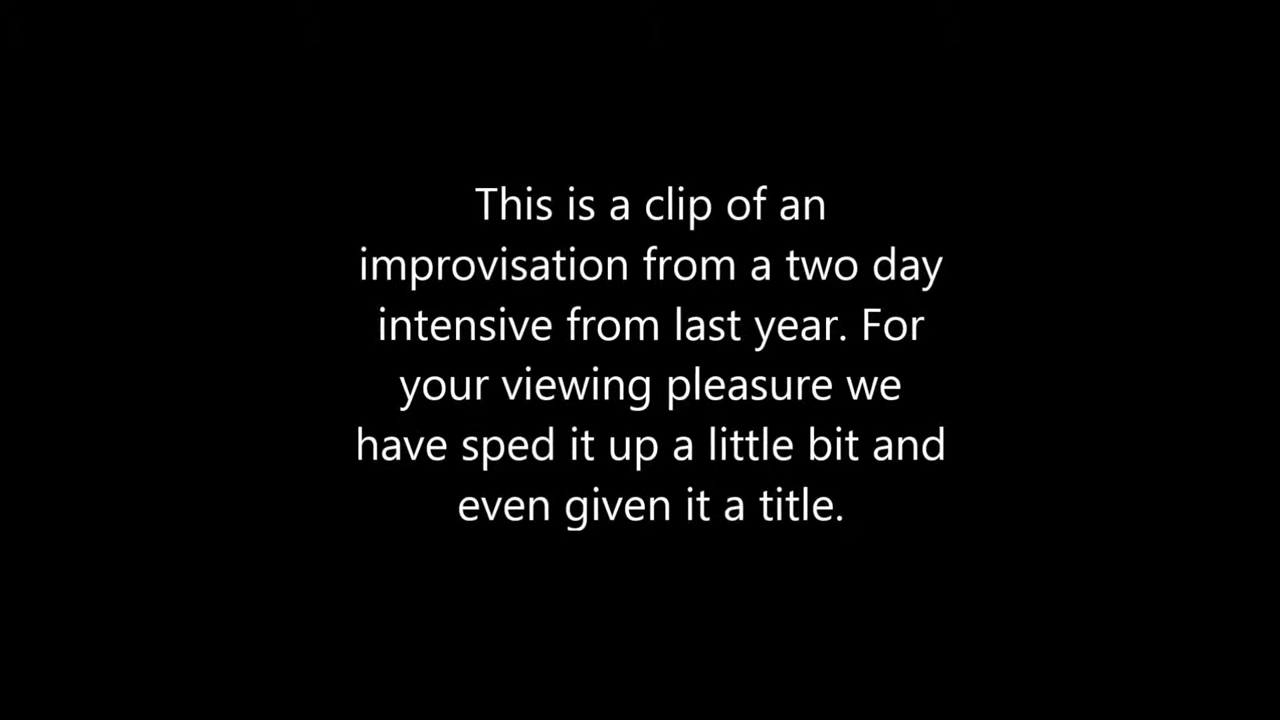 This is a clip of an
improvisation from a two day
intensive from last year. For
your viewing pleasure we
have sped it up a little bit and
even given it a title.